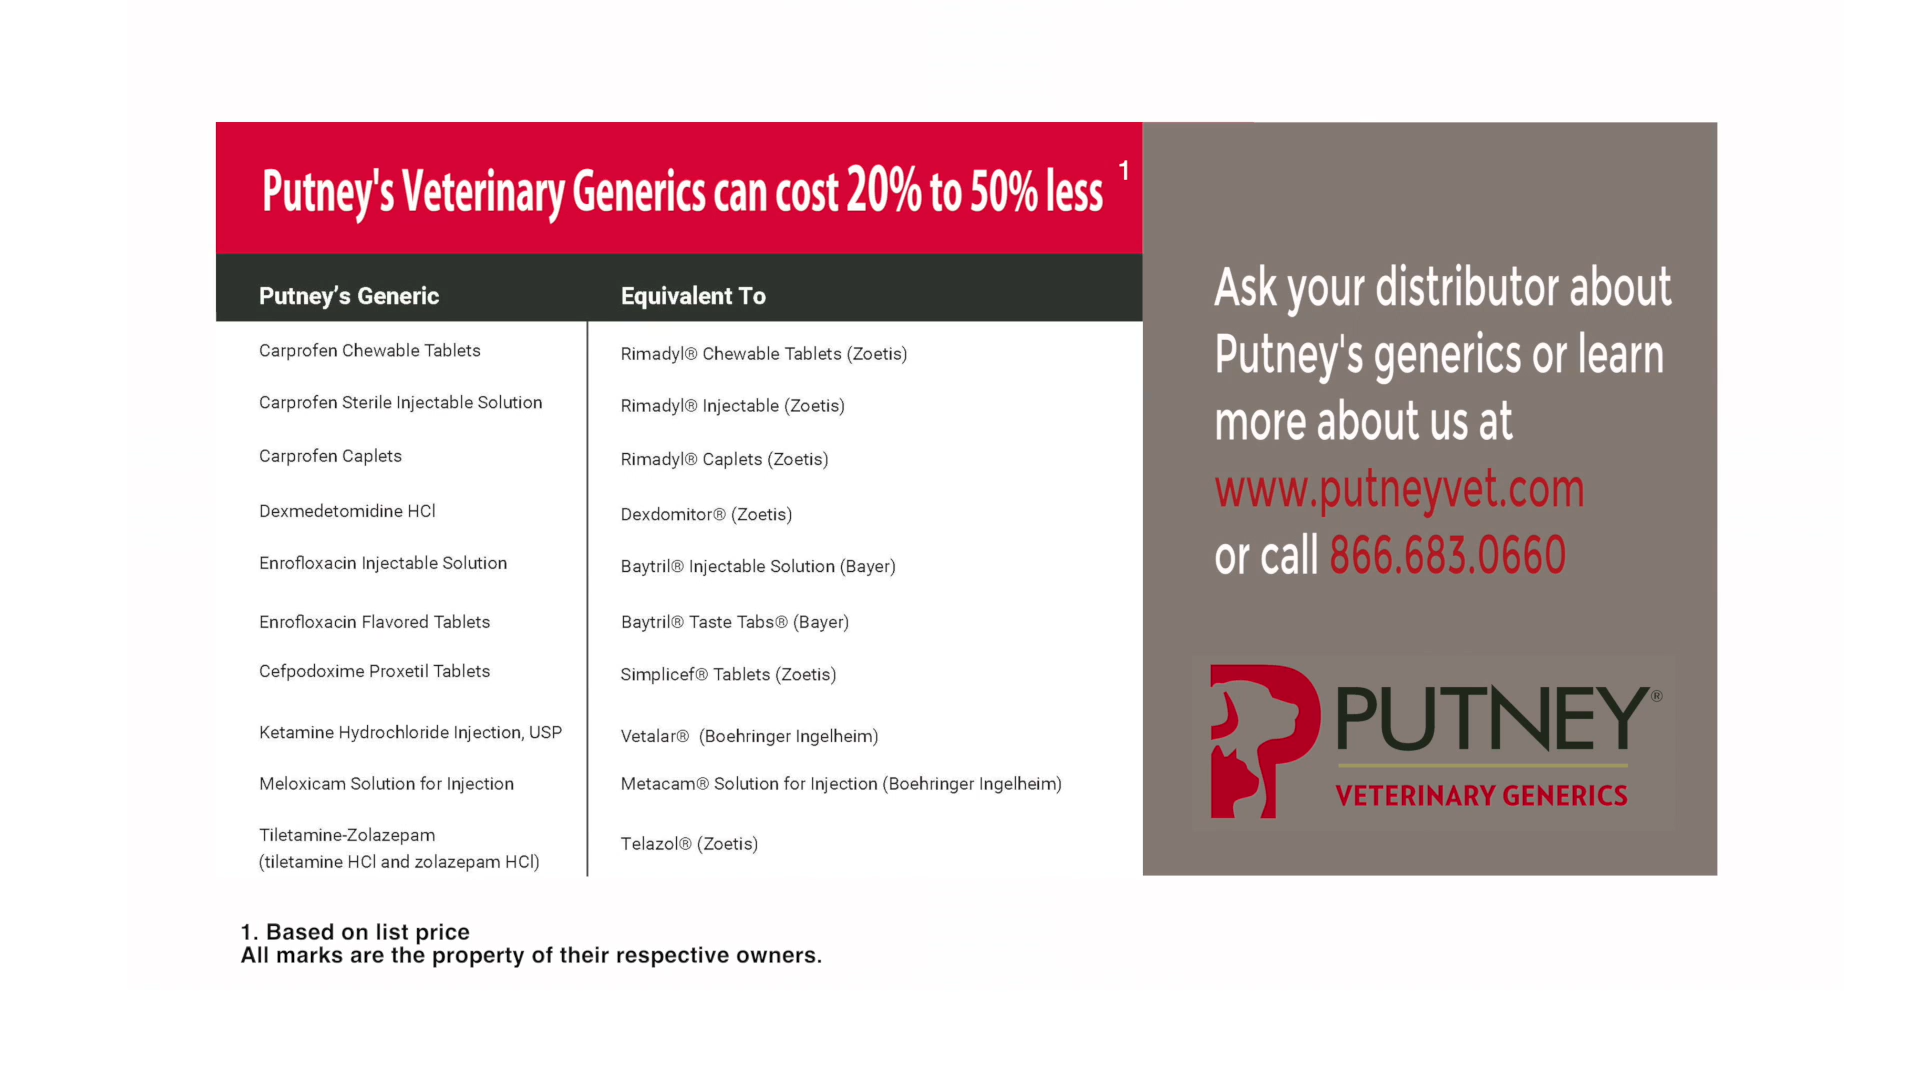 Putney's Veterinary Generics can cost 20% to 50% less 1
Putney's Generic Equivalent To
Carprofen Chewable Tablets Rimadyl® Chewable Tablets (Zoetis)
Carprofen Sterile Injectable Solution Rimadyl® Injectable (Zoetis)
Carprofen Caplets Rimadyl® Caplets (Zoetis)
Dexmedetomidine HCl Dexdomitor® (Zoetis)
Enrofloxacin Injectable Solution Baytril® Injectable Solution (Bayer)
Enrofloxacin Flavored Tablets Baytril® Taste Tabs® (Bayer)
Cefpodoxime Proxetil Tablets Simplicef® Tablets (Zoetis)
Ketamine Hydrochloride Injection, USP Vetalar® (Boehringer Ingelheim)
Meloxicam Solution for Injection Metacam® Solution for Injection (Boehringer Ingelheim)
Tiletamine-Zolazepam
(tiletamine HCl and zolazepam HCl) Telazol® (Zoetis)
Ask your distributor about
Putney's generics or learn
more about us at
www.putneyvet.com
or call 866.683.0660
PUTNEY®
VETERINARY GENERICS
1. Based on list price
All marks are the property of their respective owners.